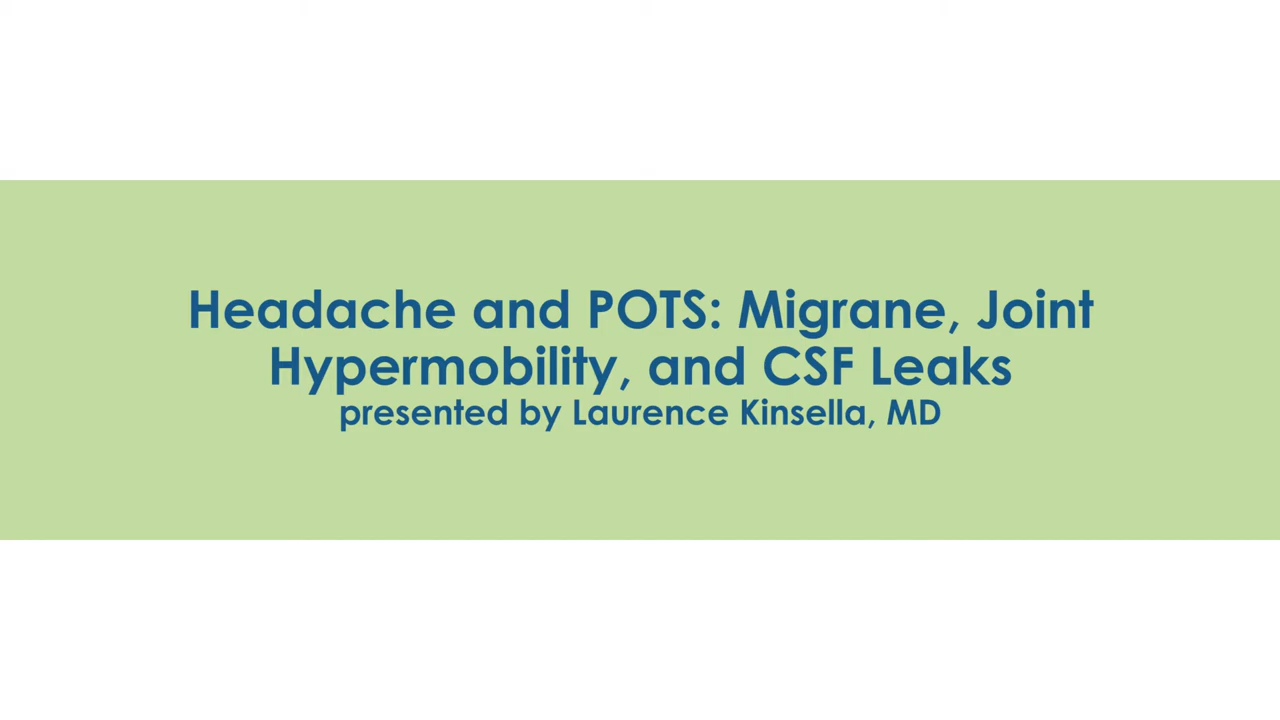 Headache and POTS: Migrane, Joint
Hypermobility, and CSF Leaks
presented by Laurence Kinsella, MD